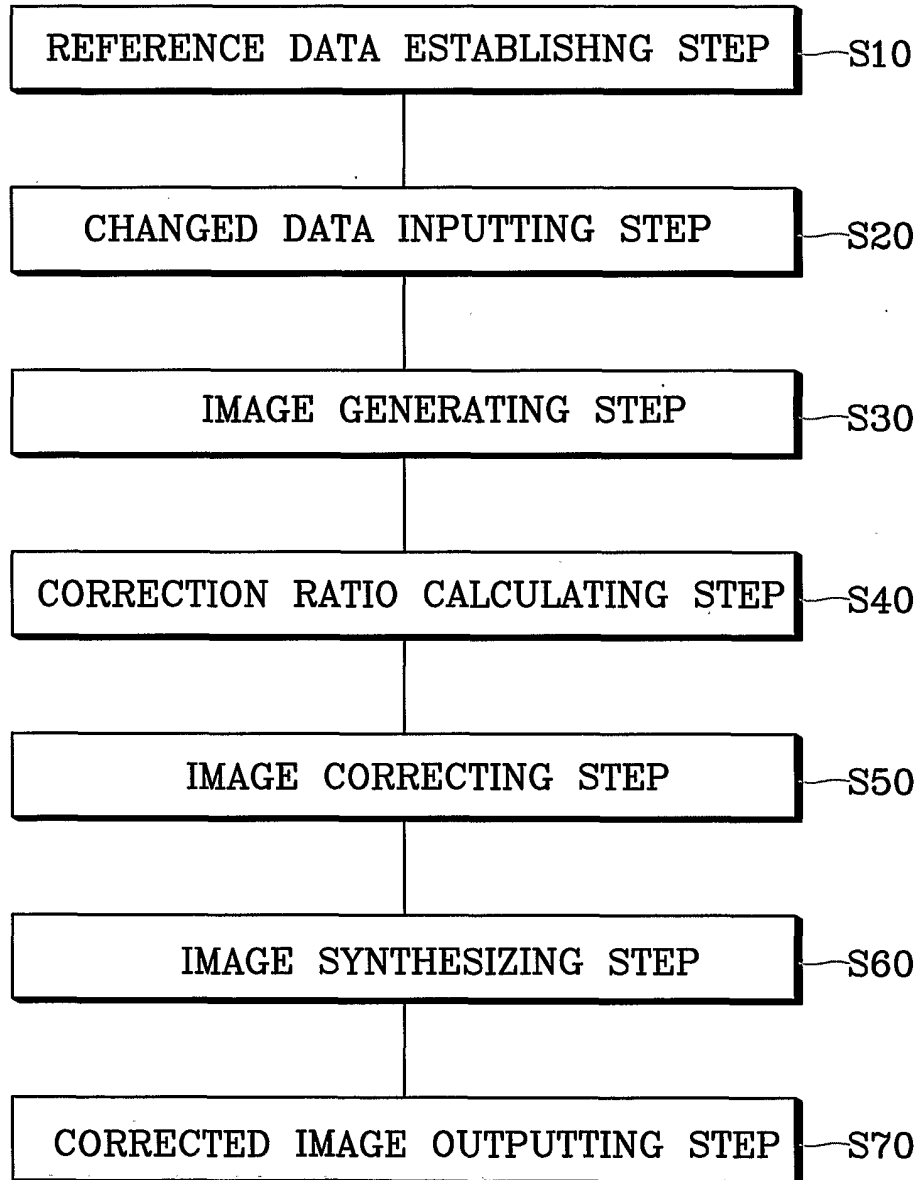 REFERENCE DATA ESTABLISHNG STEP S10
CHANGED DATA INPUTTING STEP S20
IMAGE GENERATING STEP S30
CORRECTION RATIO CALCULATING STEP S40
IMAGE CORRECTING STEP S50
IMAGE SYNTHESIZING STEP S60
CORRECTED IMAGE OUTPUTTING STEP S70